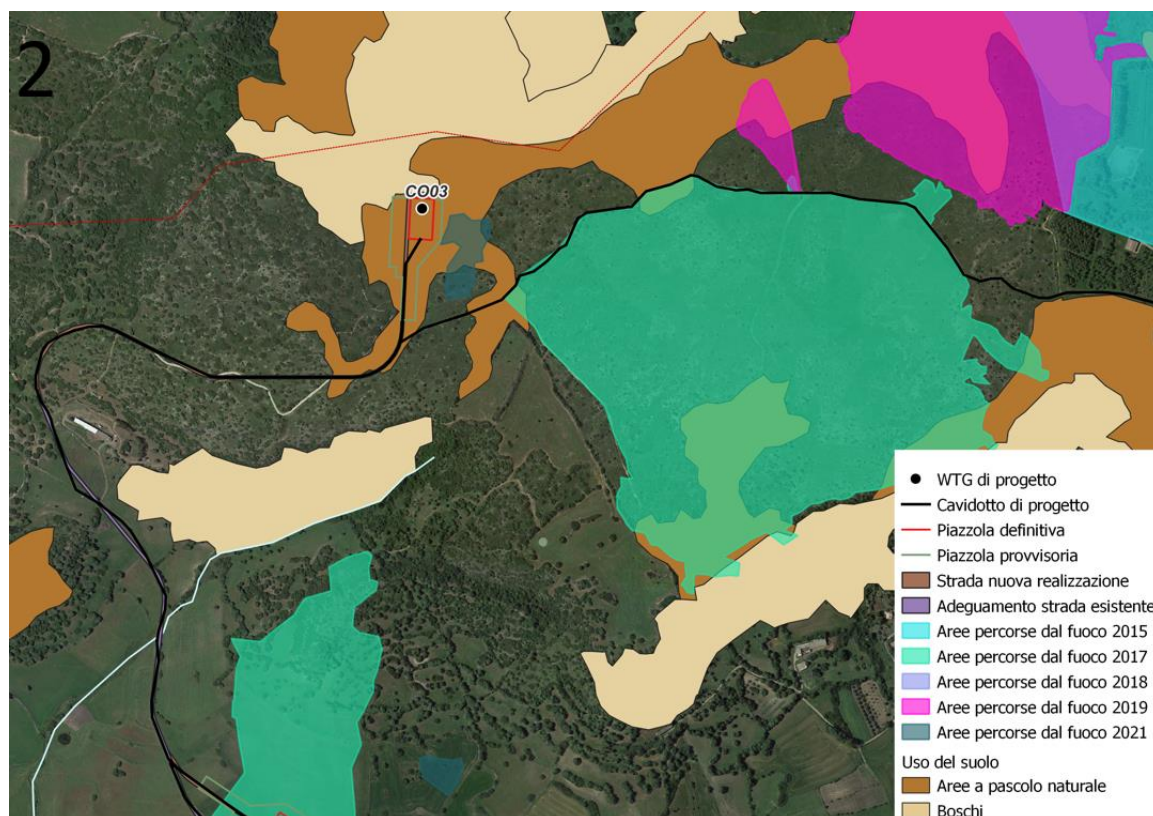 2
CO03
WTG di progetto
Cavidotto di progetto
Piazzola definitiva
Piazzola provvisoria
Strada nuova realizzazione
Adeguamento strada esistente
Aree percorse dal fuoco 2015
Aree percorse dal fuoco 2017
Aree percorse dal fuoco 2018
Aree percorse dal fuoco 2019
Aree percorse dal fuoco 2021
Uso del suolo
Aree a pascolo naturale
Boschi